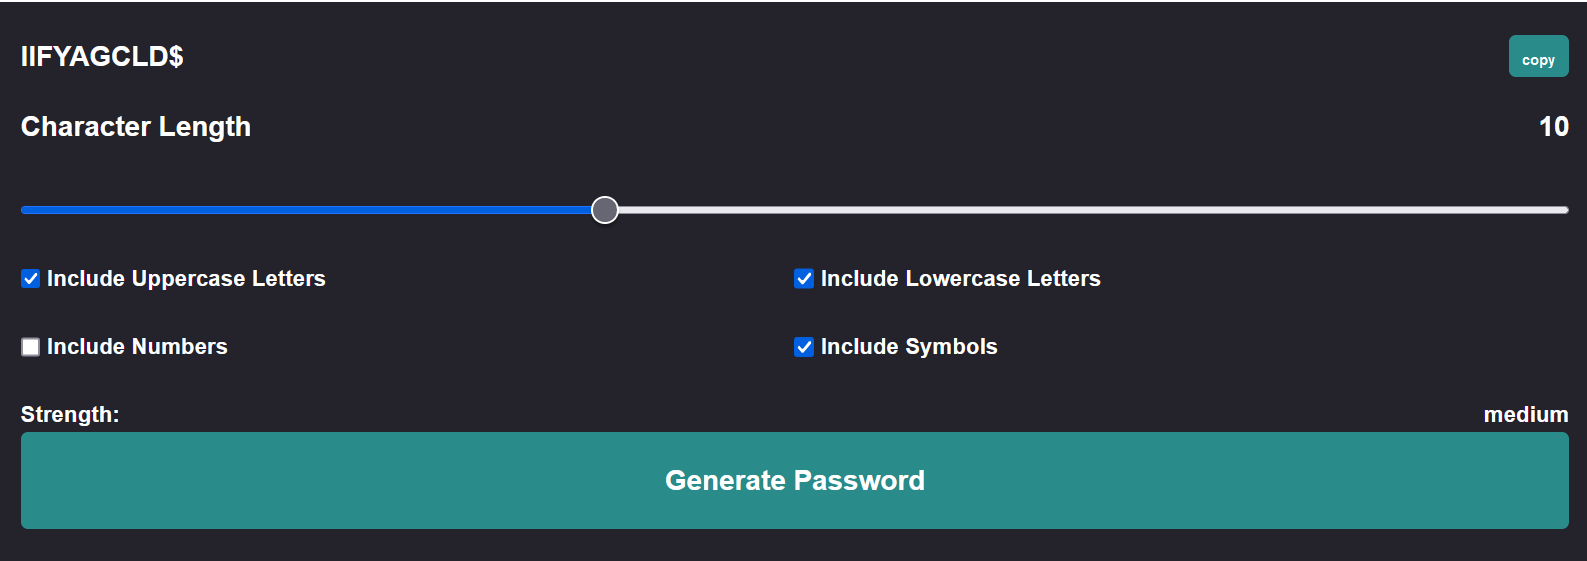 IIFYAGCLD$ copy
Character Length 10
Include Uppercase Letters Include Lowercase Letters
Include Numbers Include Symbols
Strength: medium
Generate Password